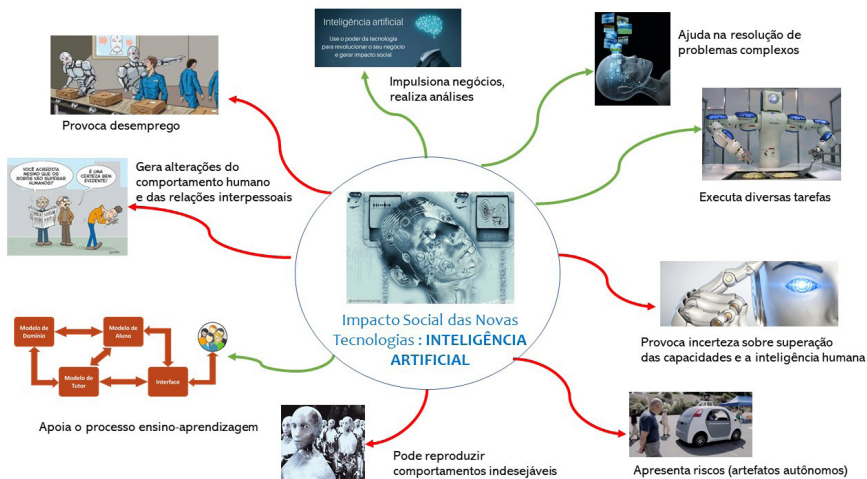 Inteligência artificial
Use o poder da tecnologia
para revolucionar o seu negócio
e gerar impacto social
Impulsiona negócios,
realiza análises
Ajuda na resolução de
problemas complexos
Provoca desemprego
VOCÊ ACREDITA
MESMO QUE OS
ROBÔS VÃO SUPERAR
HUMANOS?
É UMA
CERTEZA BEM
EVIDENTE!
Gera alterações do
comportamento humano
e das relações interpessoais
Executa diversas tarefas
Impacto Social das Novas
Tecnologias : INTELIGÊNCIA
ARTIFICIAL
Modelo de
Domínio
Modelo de
Aluno
Modelo de
Tutor
Interface
Apoia o processo ensino-aprendizagem
Provoca incerteza sobre superação
das capacidades e a inteligência humana
Pode reproduzir
comportamentos indesejáveis
Apresenta riscos (artefatos autônomos)